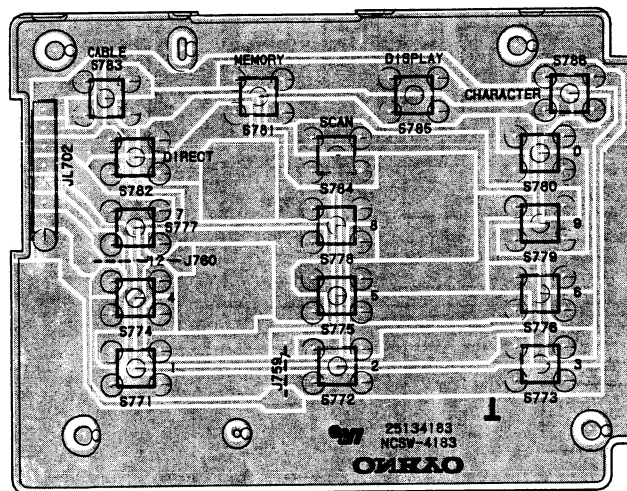 CABLE
S783
MEMORY
S781
DISPLAY
S785
S786
CHARACTER
SCAN
S784
JL702
DIRECT
S782
0
S780
7
S777
8
S778
9
S779
J760
4
S774
5
S775
6
S776
1
S771
J759
2
S772
3
S773
25134183
NCSW-4183
ONKYO